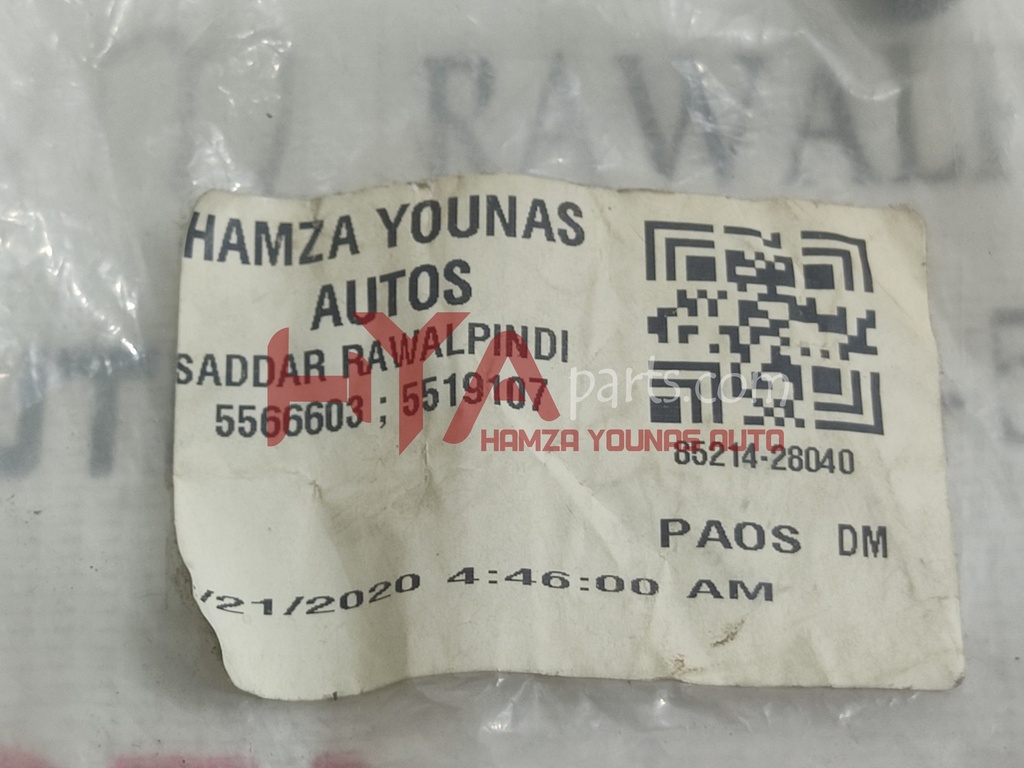 RAWALP
HAMZA YOUNAS
AUTOS
SADDAR RAWALPINDI
5566603 ; 5519107
85214-28040
PAOS DM
/21/2020 4:46:00 AM
HYA parts.com
HAMZA YOUNAS AUTO